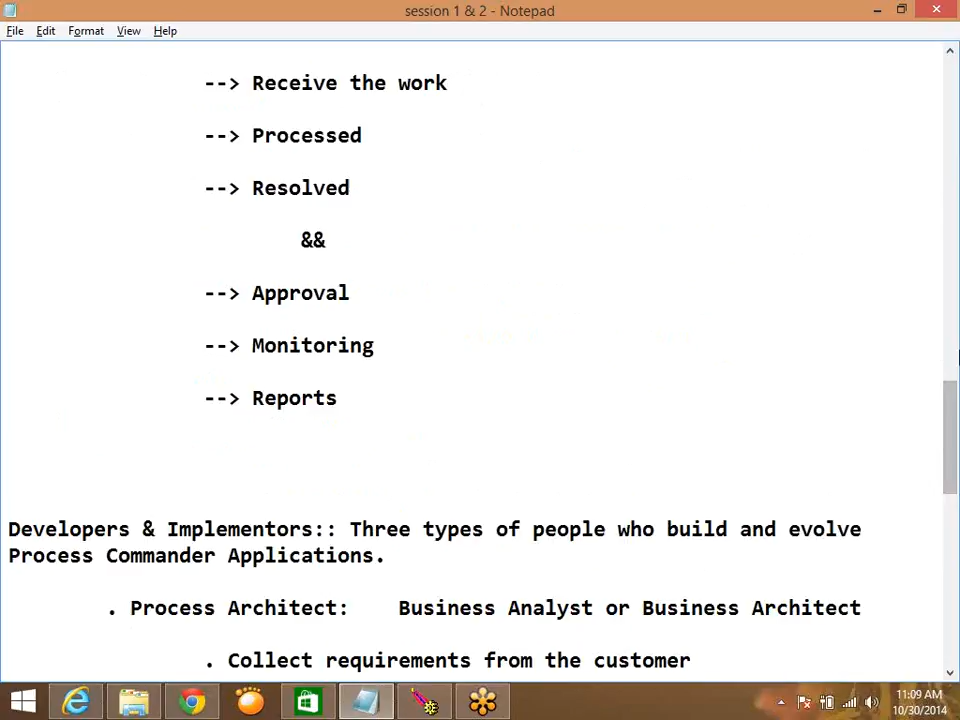 session 1 & 2 - Notepad
File Edit Format View Help
--> Receive the work
--> Processed
--> Resolved
&&
--> Approval
--> Monitoring
--> Reports
Developers & Implementors:: Three types of people who build and evolve
Process Commander Applications.
. Process Architect: Business Analyst or Business Architect
. Collect requirements from the customer
11:09 AM
10/30/2014